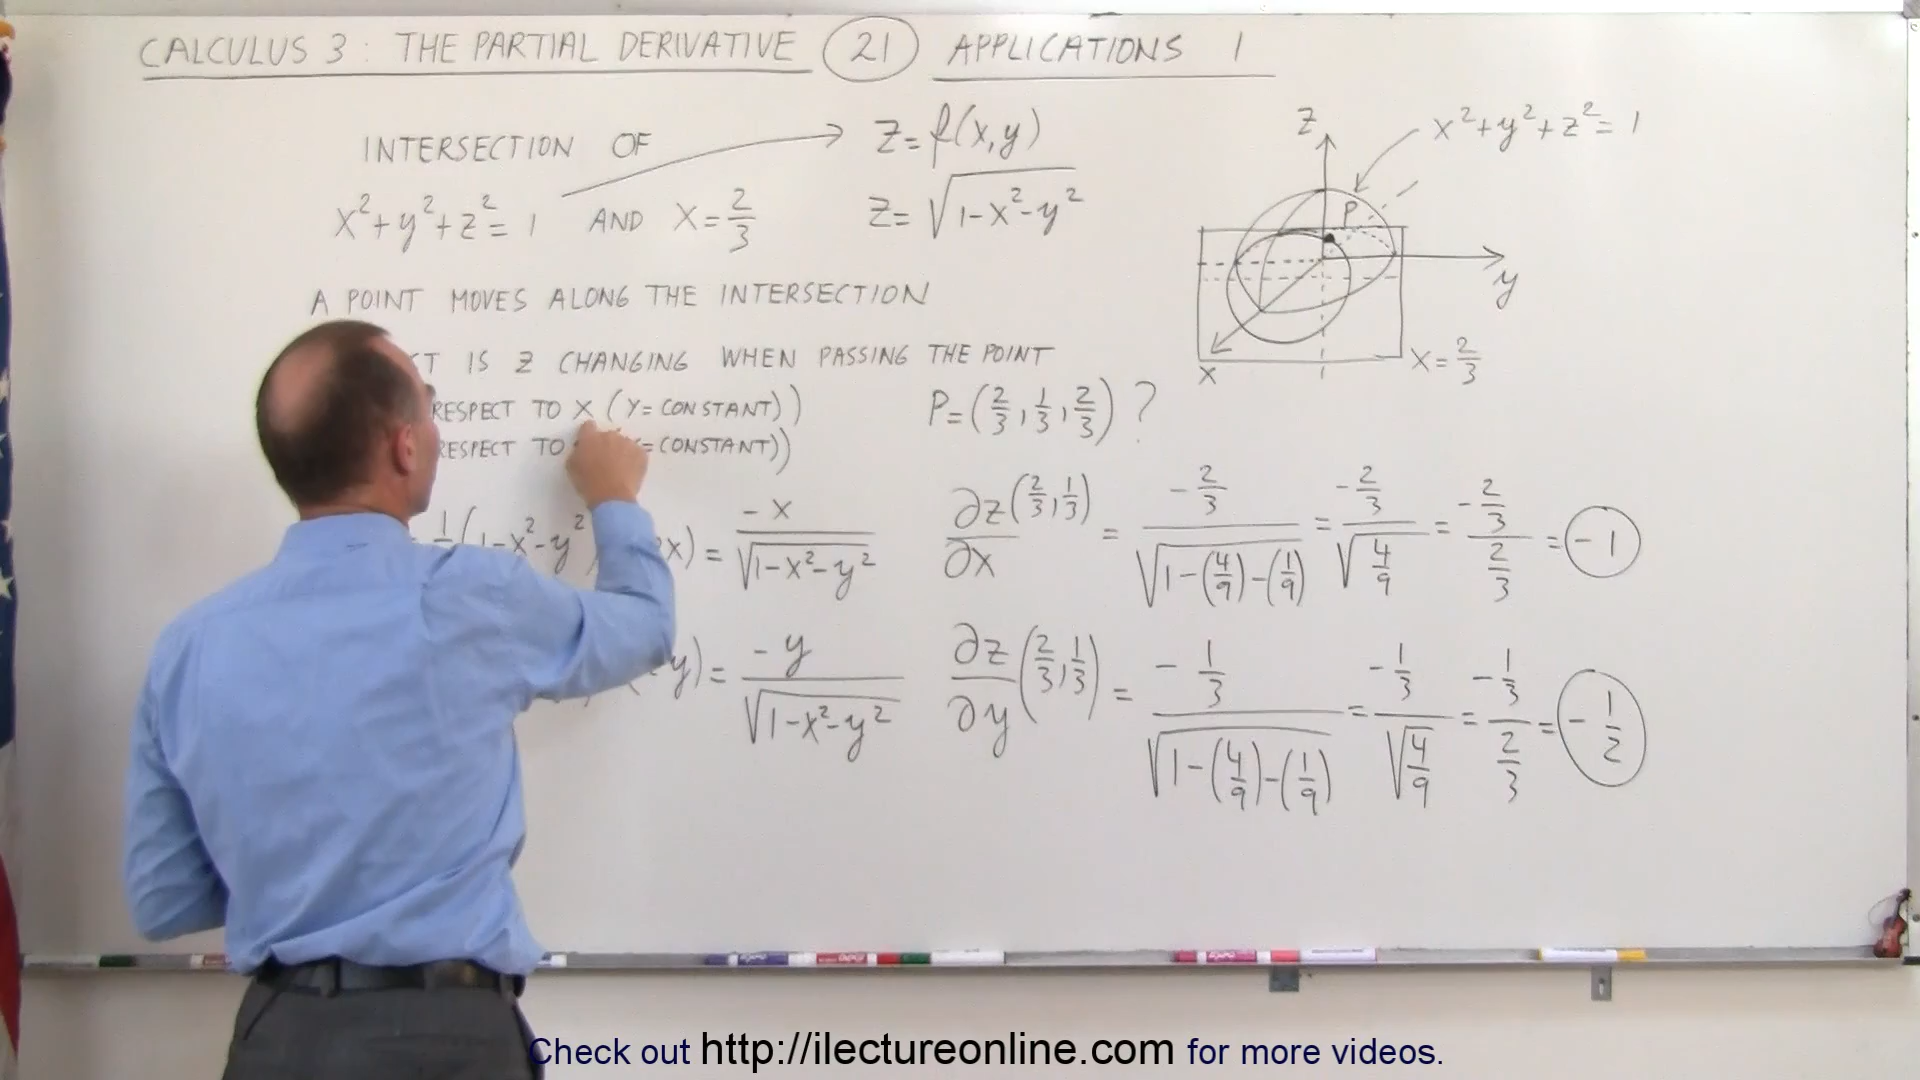 CALCULUS 3 : THE PARTIAL DERIVATIVE (21) APPLICATIONS 1
INTERSECTION OF → z = f(x,y)
x²+y²+z²=1 AND x=2/3
z=√(1-x²-y²)
z
x²+y²+z²=1
P
y
x
x=2/3
A POINT MOVES ALONG THE INTERSECTION
IS Z CHANGING WHEN PASSING THE POINT
RESPECT TO X (Y=CONSTANT))
P=(2/3, 1/3, 2/3)?
RESPECT TO =CONSTANT))
(1-x²-y² x) = -x/√(1-x²-y²)
∂z/∂x (2/3, 1/3) = -2/3/√(1-(4/9)-(1/9)) = -2/3/√(4/9) = -2/3/2/3 = -1
y) = -y/√(1-x²-y²)
∂z/∂y (2/3, 1/3) = -1/3/√(1-(4/9)-(1/9)) = -1/3/√(4/9) = -1/3/2/3 = -1/2
Check out http://ilectureonline.com for more videos.